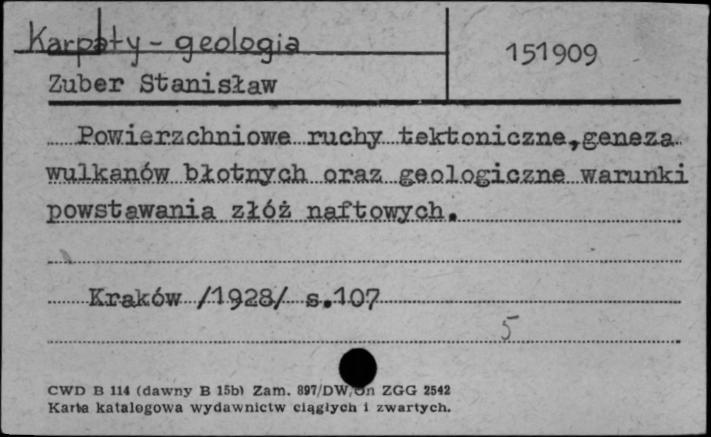 Karpaty - geologia
151909
Zuber Stanisław
Powierzchniowe ruchy tektoniczne, geneza
wulkanów błotnych oraz geologiczne warunki
powstawania złóż naftowych.
Kraków /1928/ s.107
5
CWD B 114 (dawny B 15b) Zam. 897/DW/Dn ZGG 2542
Karta katalogowa wydawnictw ciągłych i zwartych.